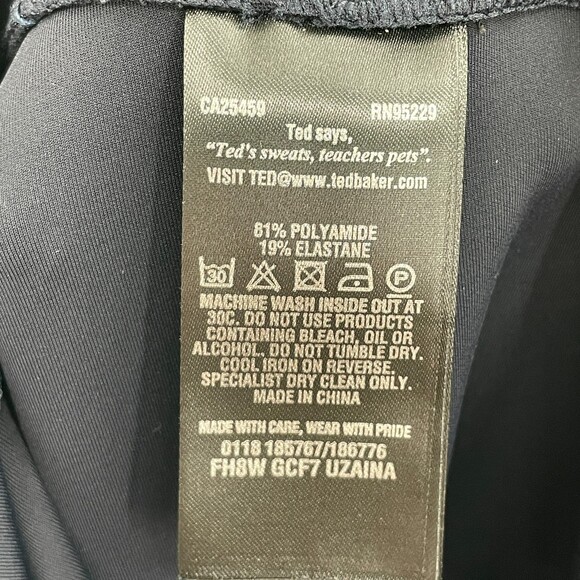 CA25459 RN95229
Ted says,
"Ted's sweats, teachers pets".
VISIT TED@www.tedbaker.com
81% POLYAMIDE
19% ELASTANE
30 P
MACHINE WASH INSIDE OUT AT
30C. DO NOT USE PRODUCTS
CONTAINING BLEACH, OIL OR
ALCOHOL. DO NOT TUMBLE DRY.
COOL IRON ON REVERSE.
SPECIALIST DRY CLEAN ONLY.
MADE IN CHINA
MADE WITH CARE, WEAR WITH PRIDE
0118 185767/186776
FH8W GCF7 UZAINA